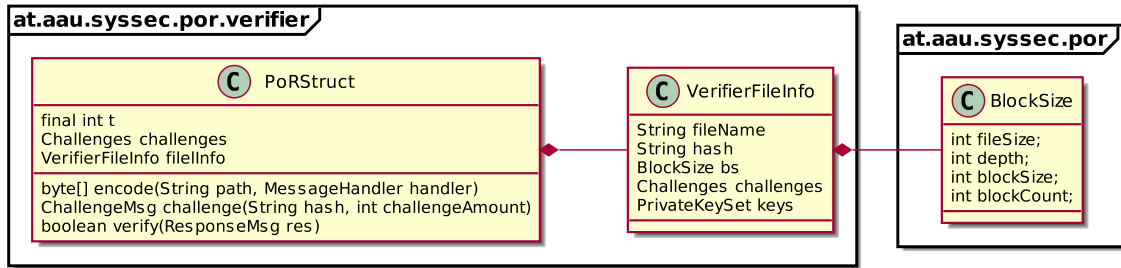 at.aau.syssec.por.verifier
C PoRStruct
final int t
Challenges challenges
VerifierFileInfo fileIInfo
byte[] encode(String path, MessageHandler handler)
ChallengeMsg challenge(String hash, int challengeAmount)
boolean verify(ResponseMsg res)
C VerifierFileInfo
String fileName
String hash
BlockSize bs
Challenges challenges
PrivateKeySet keys
at.aau.syssec.por
C BlockSize
int fileSize;
int depth;
int blockSize;
int blockCount;